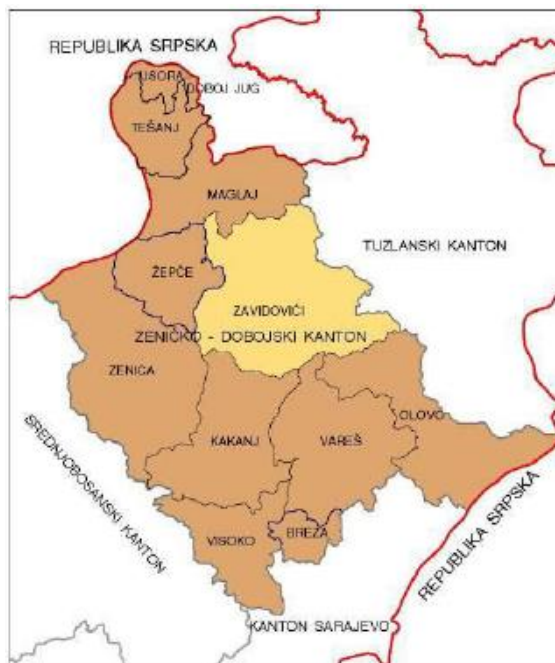 REPUBLIKA SRPSKA
USORA
DOBOJ JUG
TEŠANJ
MAGLAJ
TUZLANSKI KANTON
ŽEPČE
ZAVIDOVIĆI
ZENIČKO - DOBOJSKI KANTON
ZENICA
OLOVO
KAKANJ
VAREŠ
SREDNJOBOSANSKI KANTON
VISOKO
BREZA
REPUBLIKA SRPSKA
KANTON SARAJEVO